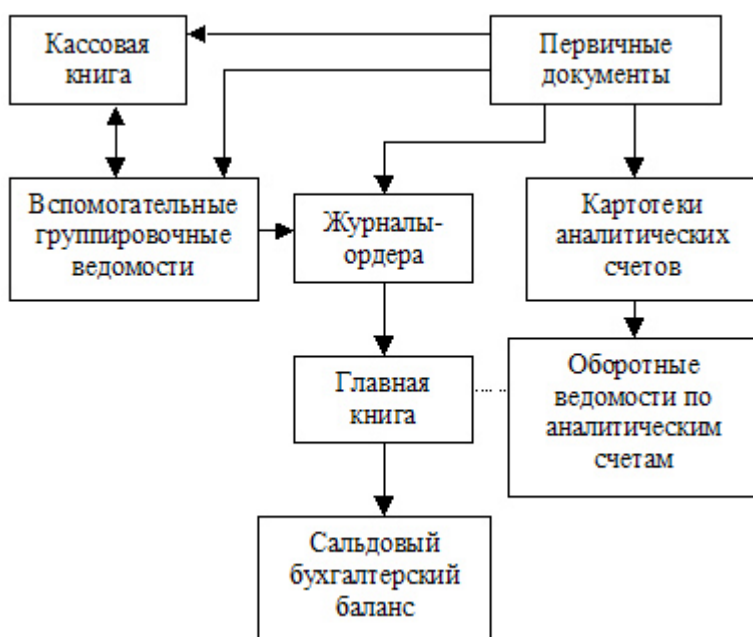 Кассовая
книга
Первичные
документы
Вспомогательные
группировочные
ведомости
Журналы-
ордера
Картотеки
аналитических
счетов
Главная
книга
Оборотные
ведомости по
аналитическим
счетам
Сальдовый
бухгалтерский
баланс